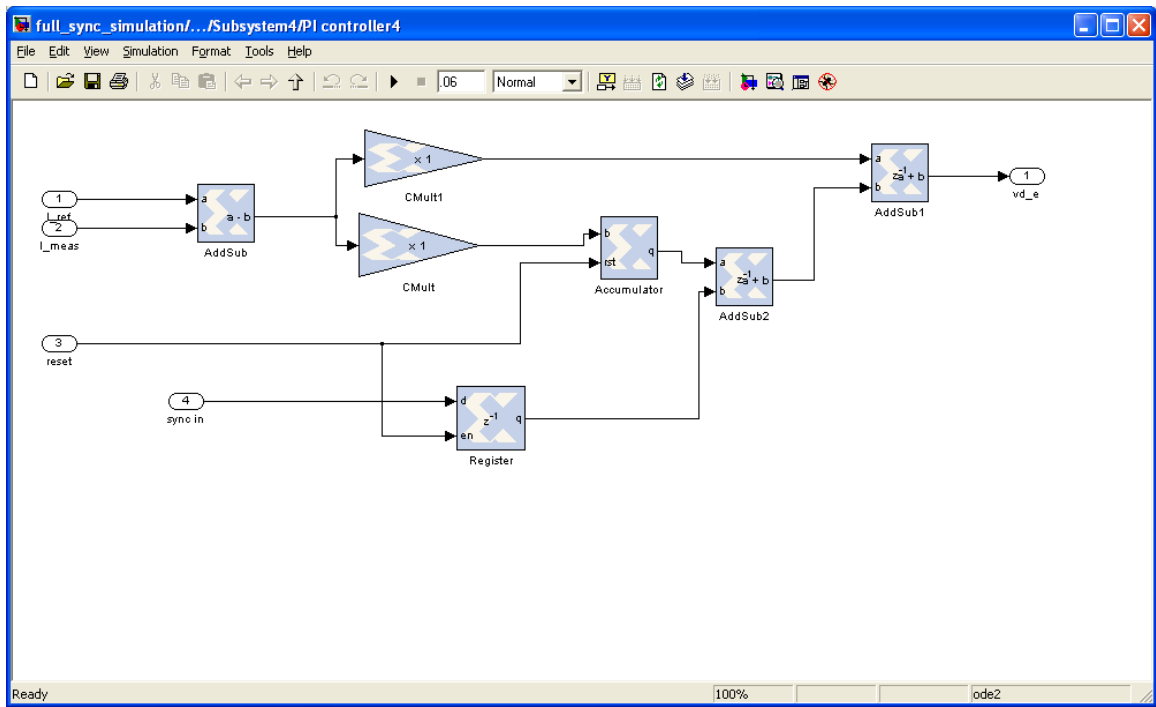 full_sync_simulation/.../Subsystem4/PI controller4
File Edit View Simulation Format Tools Help
.06 Normal
× 1
CMult1
1
I_ref
2
I_meas
a
b
a - b
AddSub
× 1
CMult
b
rst
q
Accumulator
a
b
z⁻¹
a + b
AddSub2
a
b
z⁻¹
a + b
AddSub1
1
vd_e
3
reset
4
sync in
d
en
z⁻¹
q
Register
Ready 100% ode2